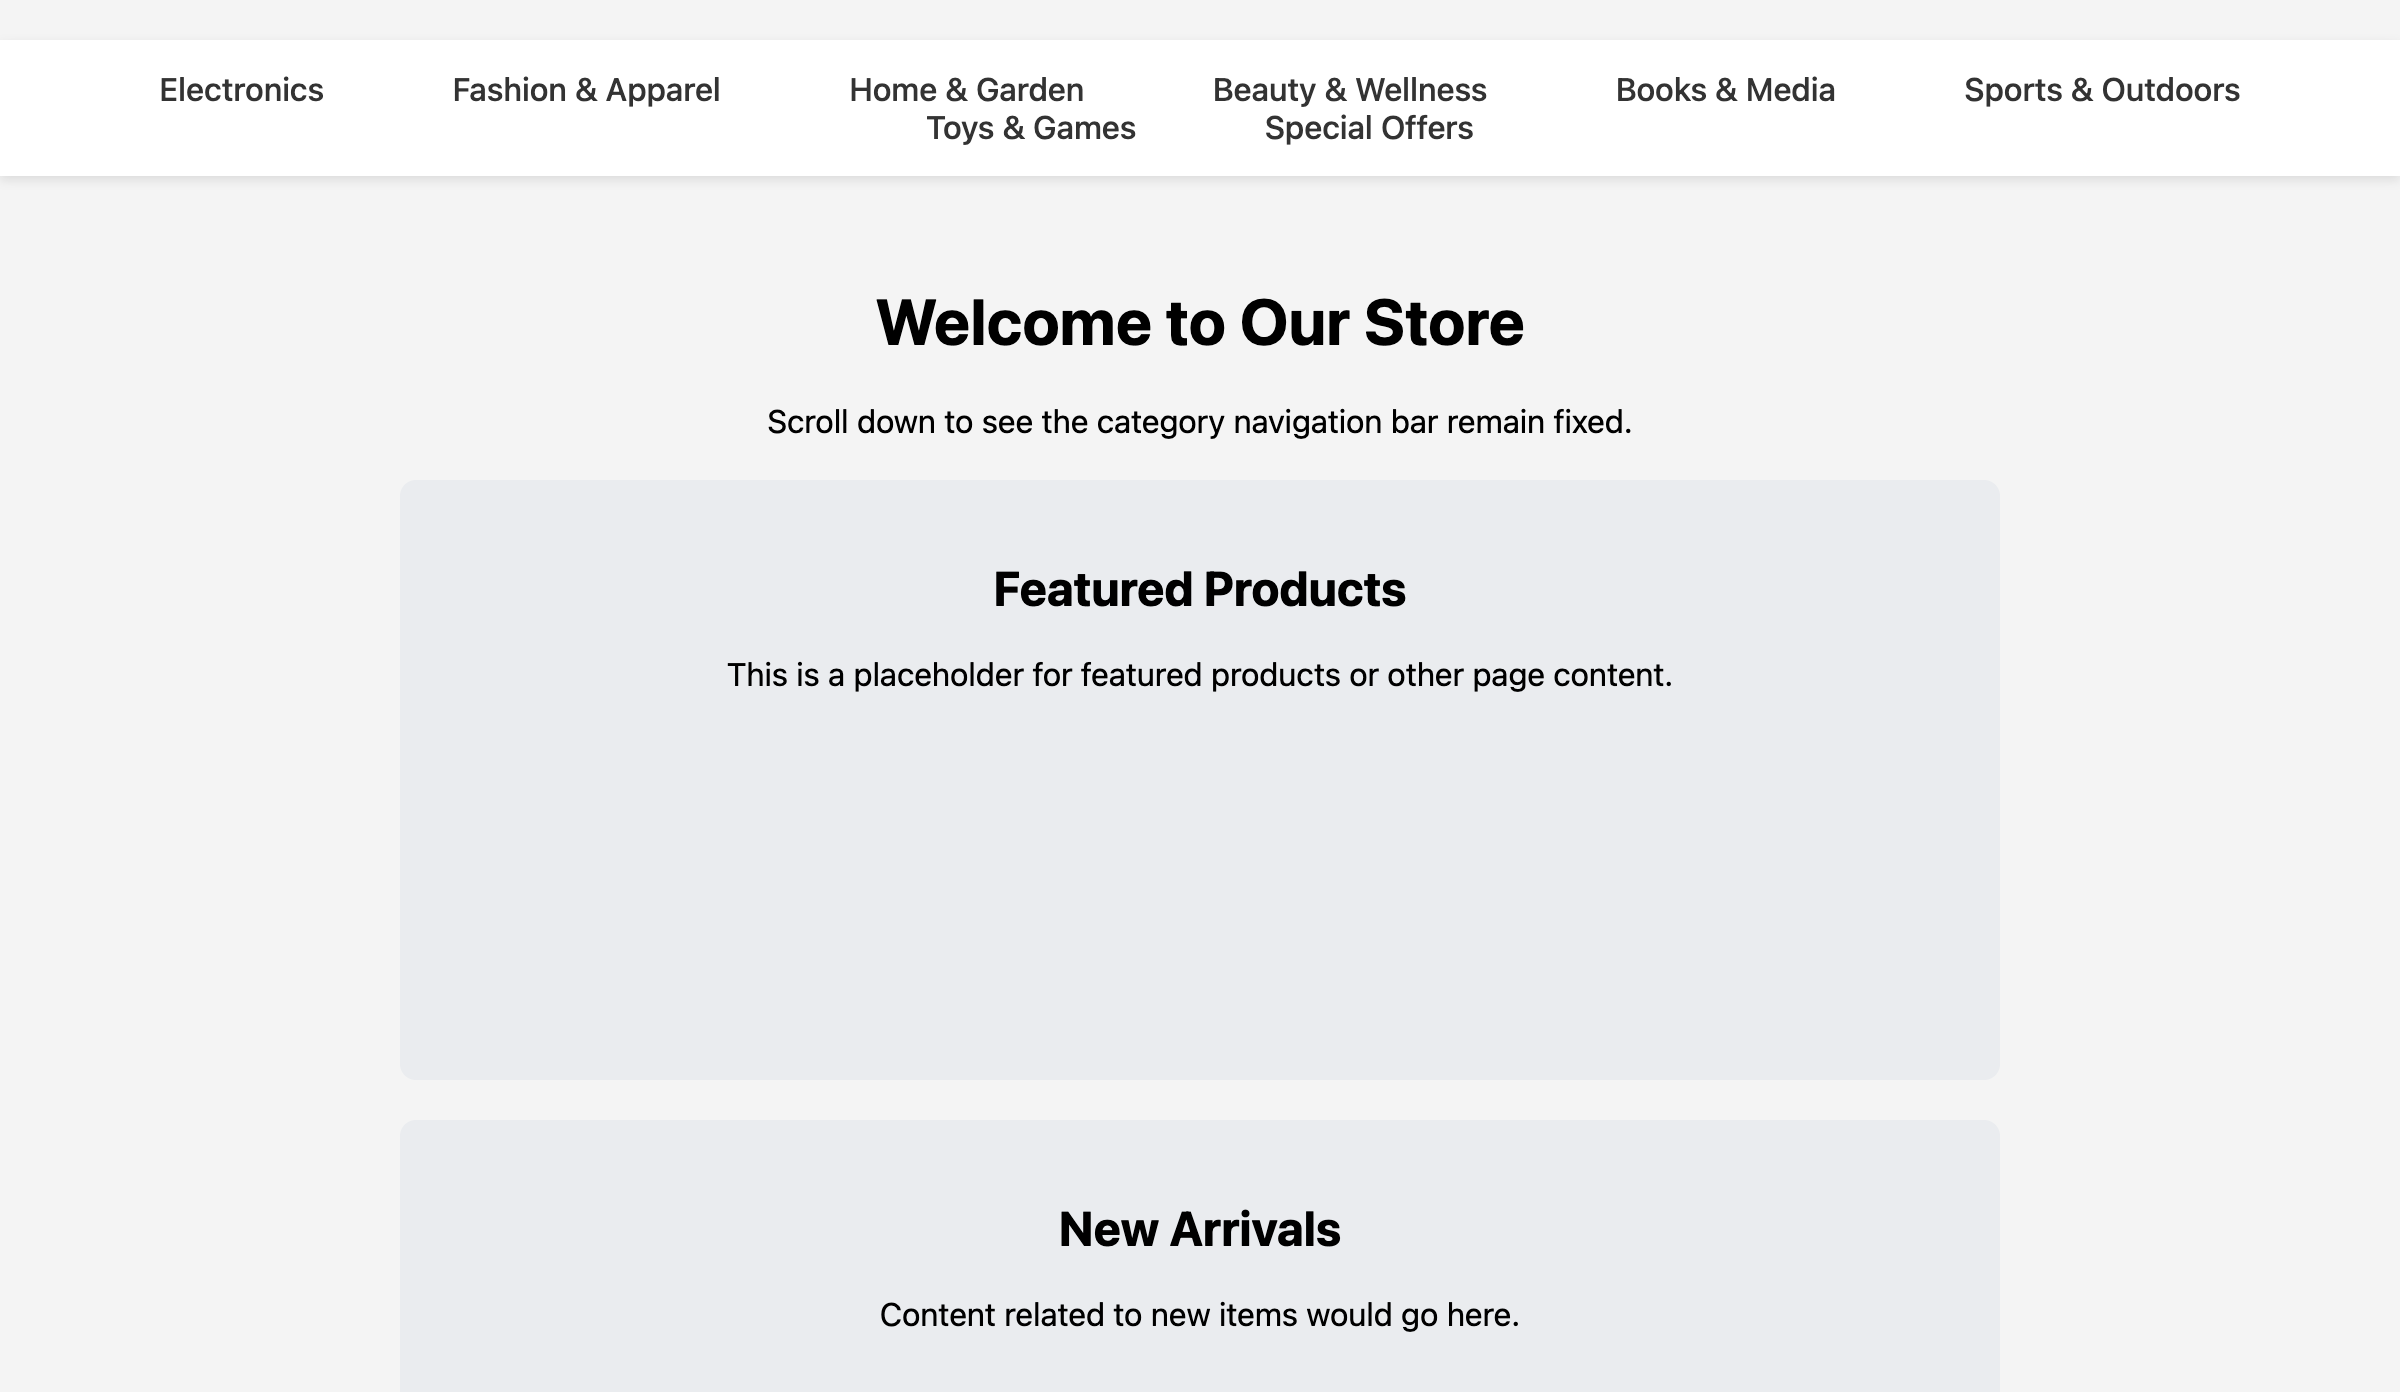 Electronics Fashion & Apparel Home & Garden Beauty & Wellness Books & Media Sports & Outdoors
Toys & Games Special Offers
Welcome to Our Store
Scroll down to see the category navigation bar remain fixed.
Featured Products
This is a placeholder for featured products or other page content.
New Arrivals
Content related to new items would go here.